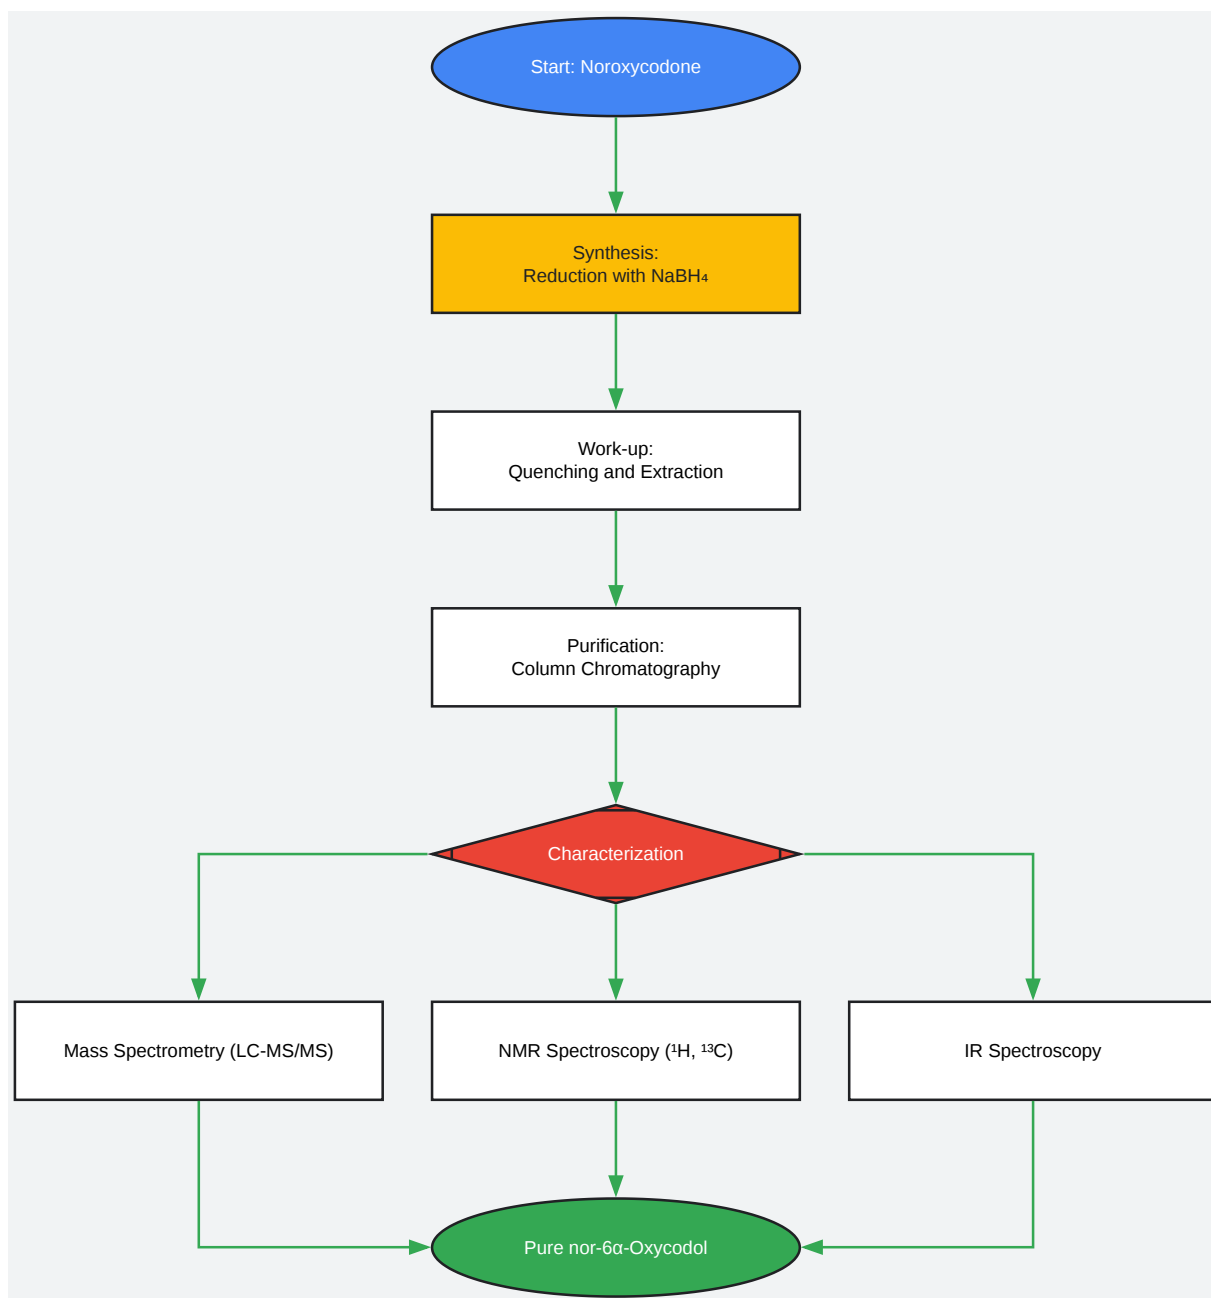 Start: Noroxycodone
Synthesis:
Reduction with NaBH₄
Work-up:
Quenching and Extraction
Purification:
Column Chromatography
Characterization
Mass Spectrometry (LC-MS/MS)
NMR Spectroscopy (¹H, ¹³C)
IR Spectroscopy
Pure nor-6α-Oxycodol